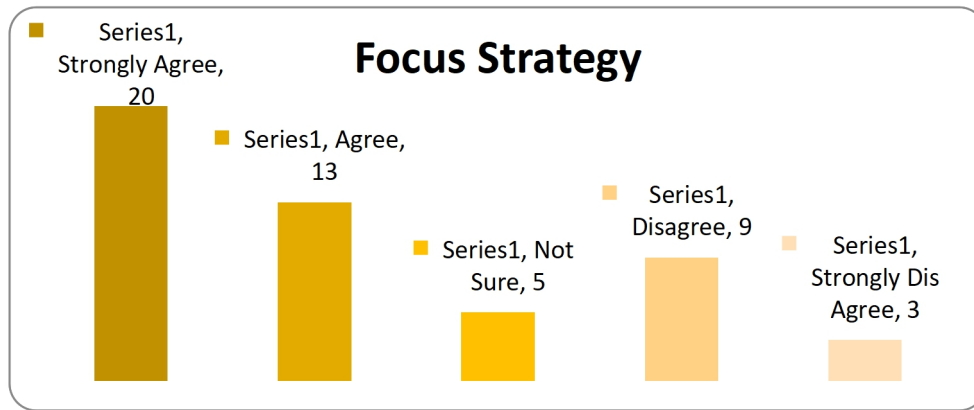 Focus Strategy
Series1,
Strongly Agree,
20
Series1, Agree,
13
Series1, Not
Sure, 5
Series1,
Disagree, 9
Series1,
Strongly Dis
Agree, 3